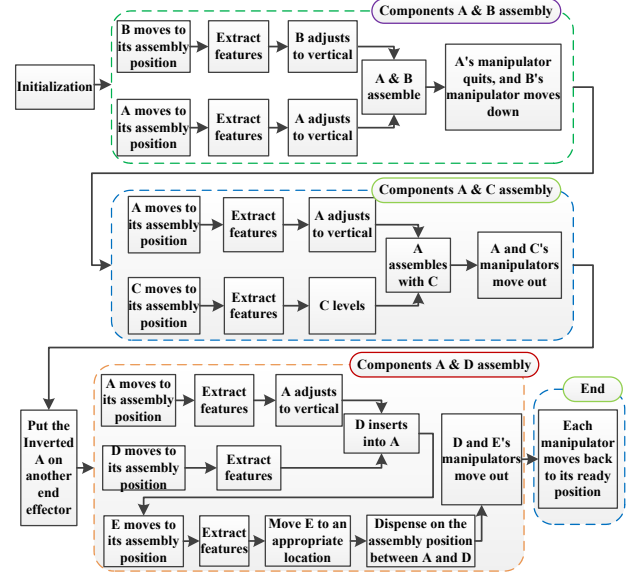 Components A & B assembly
Initialization
B moves to
its assembly
position
Extract
features
B adjusts
to vertical
A moves to
its assembly
position
Extract
features
A adjusts
to vertical
A & B
assemble
A's manipulator
quits, and B's
manipulator moves
down
Components A & C assembly
A moves to
its assembly
position
Extract
features
A adjusts
to vertical
C moves to
its assembly
position
Extract
features
C levels
A
assembles
with C
A and C's
manipulators
move out
Components A & D assembly
Put the
Inverted
A on
another
end
effector
A moves to
its assembly
position
Extract
features
A adjusts
to vertical
D moves to
its assembly
position
Extract
features
D inserts
into A
E moves to
its assembly
position
Extract
features
Move E to an
appropriate
location
Dispense on the
assembly position
between A and D
D and E's
manipulators
move out
End
Each
manipulator
moves back
to its ready
position